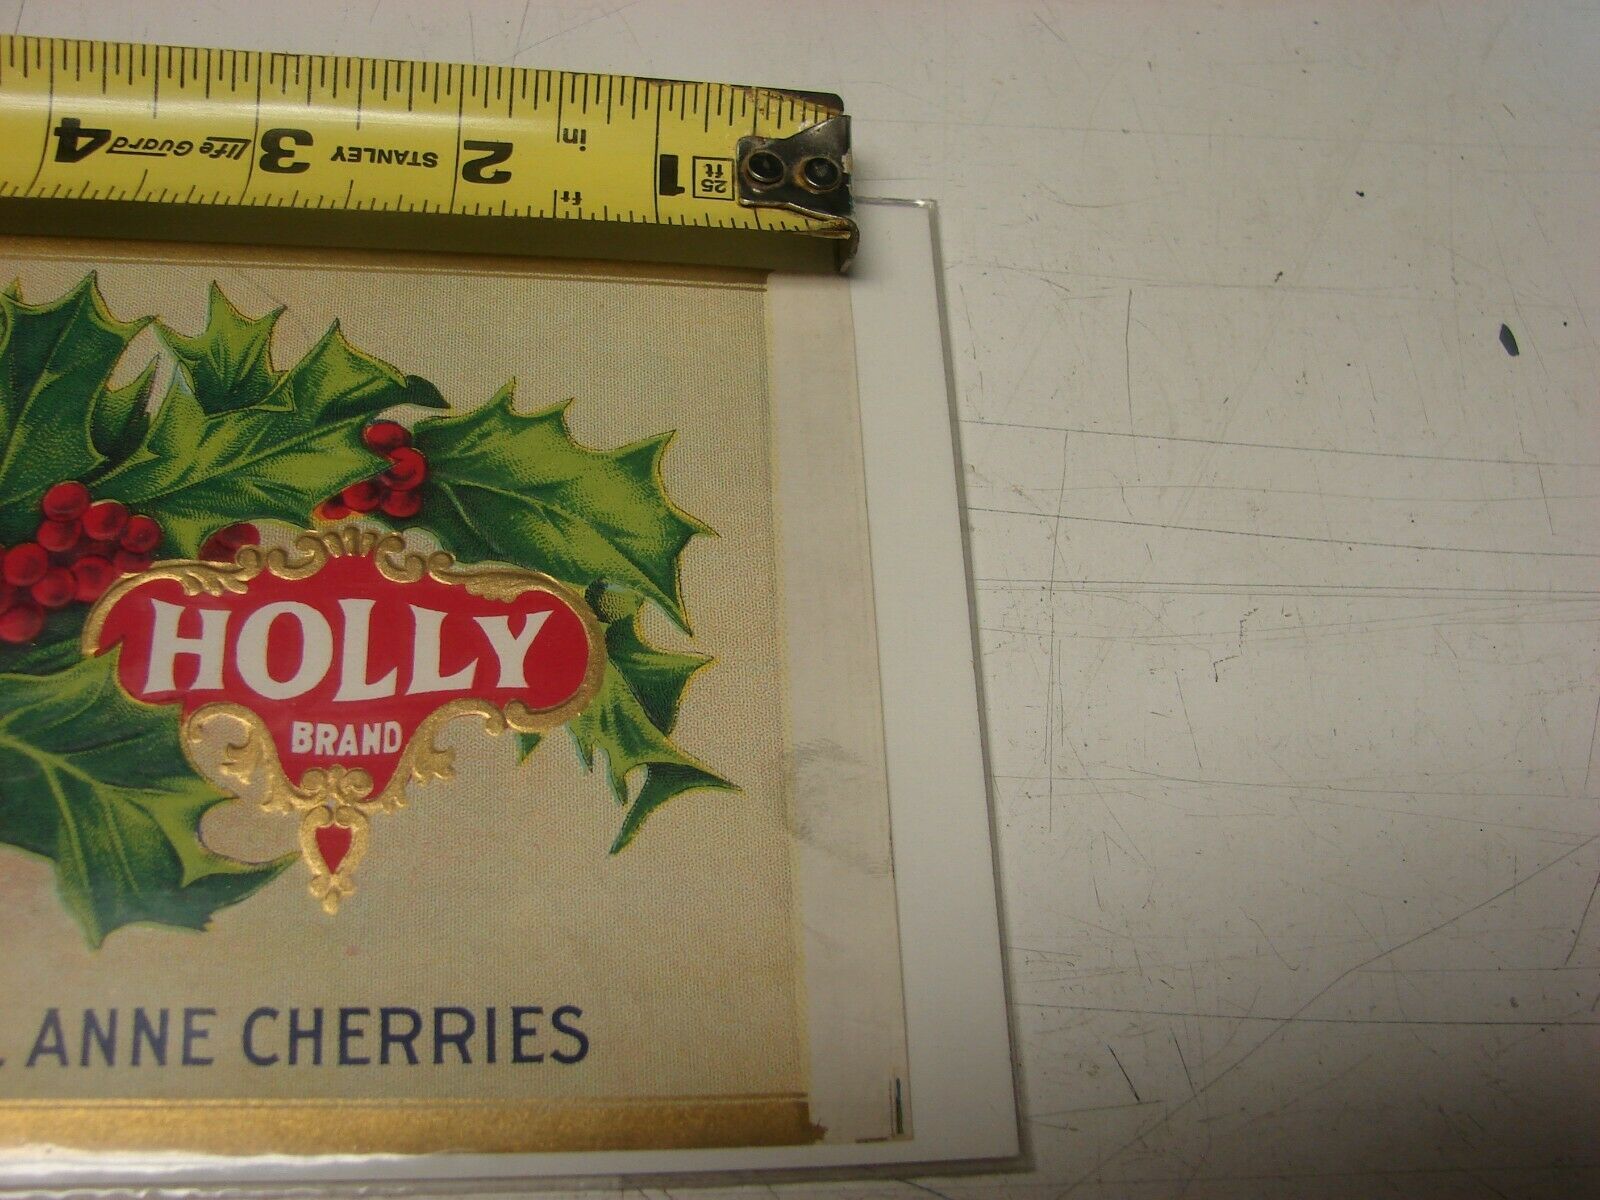 4 Life Guard 3 STANLEY 2 in 1 25 ft
ft
HOLLY
BRAND
ANNE CHERRIES